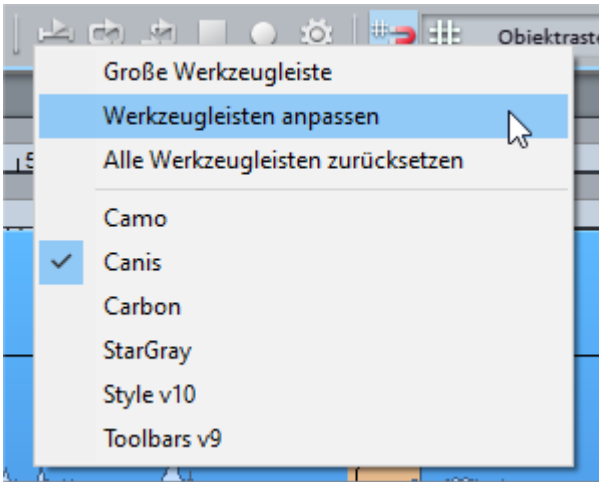 Objektraste
Große Werkzeugleiste
Werkzeugleisten anpassen
Alle Werkzeugleisten zurücksetzen
Camo
Canis
Carbon
StarGray
Style v10
Toolbars v9